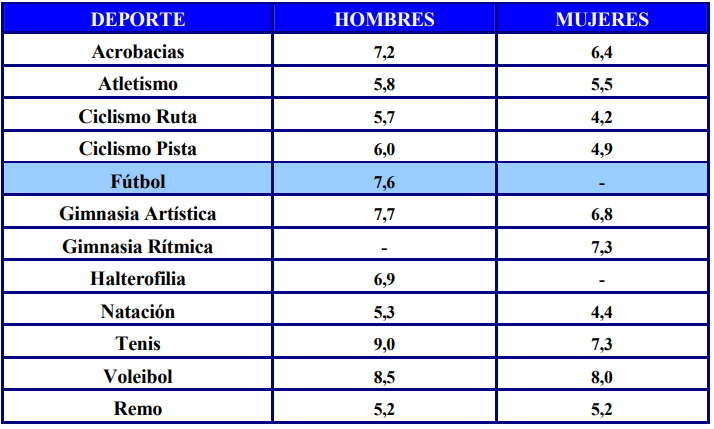 DEPORTE HOMBRES MUJERES
Acrobacias 7,2 6,4
Atletismo 5,8 5,5
Ciclismo Ruta 5,7 4,2
Ciclismo Pista 6,0 4,9
Fútbol 7,6 -
Gimnasia Artística 7,7 6,8
Gimnasia Rítmica - 7,3
Halterofilia 6,9 -
Natación 5,3 4,4
Tenis 9,0 7,3
Voleibol 8,5 8,0
Remo 5,2 5,2